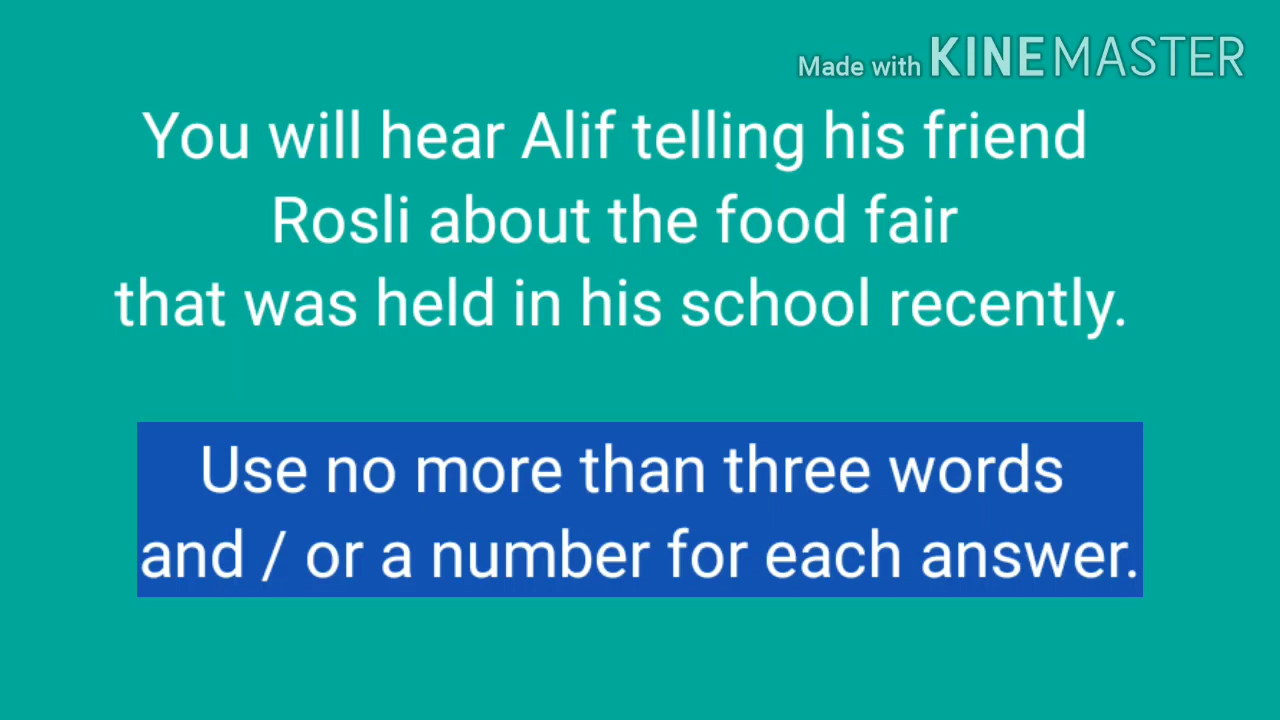 Made with KINEMASTER
You will hear Alif telling his friend
Rosli about the food fair
that was held in his school recently.
Use no more than three words
and / or a number for each answer.